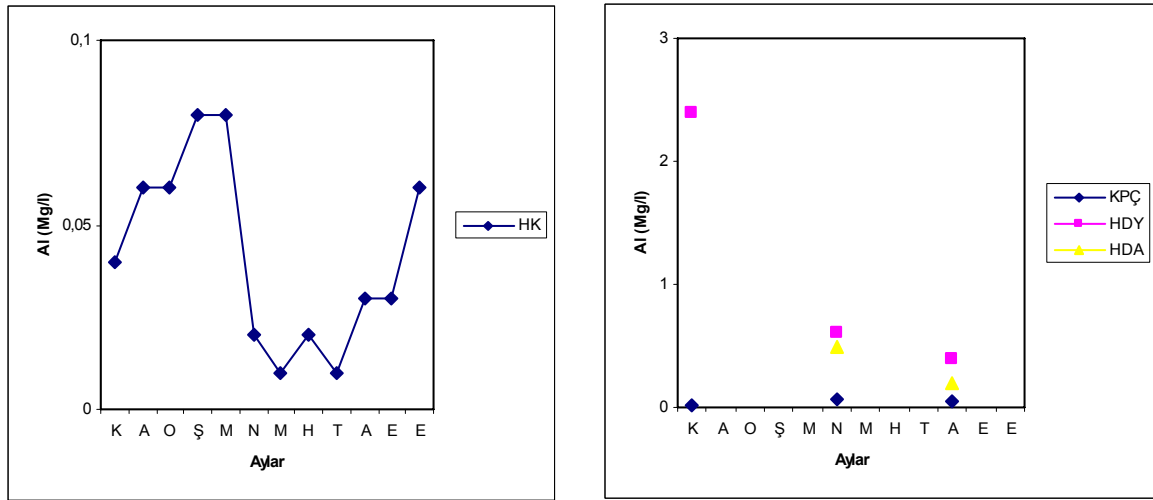 0,1
0,05
0
Al (Mg/l)
K A O Ş M N M H T A E E
Aylar
HK
3
2
1
0
Al (Mg/l)
K A O Ş M N M H T A E E
Aylar
KPÇ
HDY
HDA